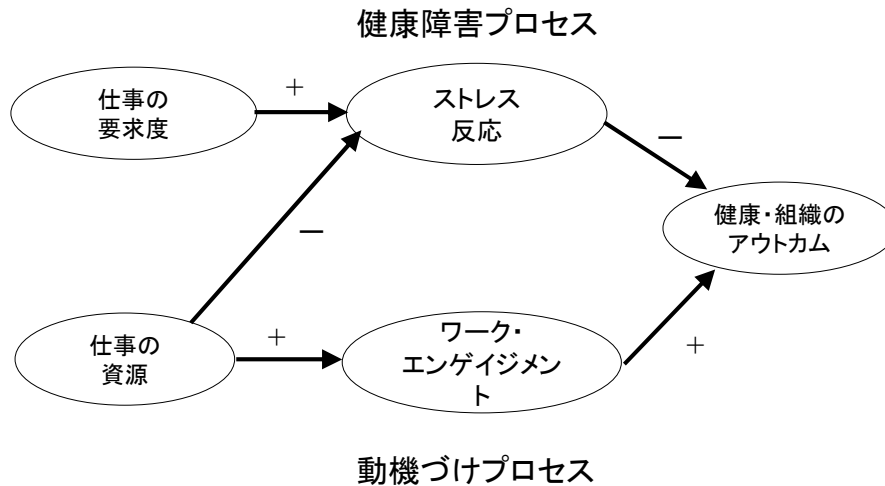 健康障害プロセス
仕事の
要求度
＋
ストレス
反応
－
健康・組織の
アウトカム
－
仕事の
資源
＋
ワーク・
エンゲイジメン
ト
＋
動機づけプロセス